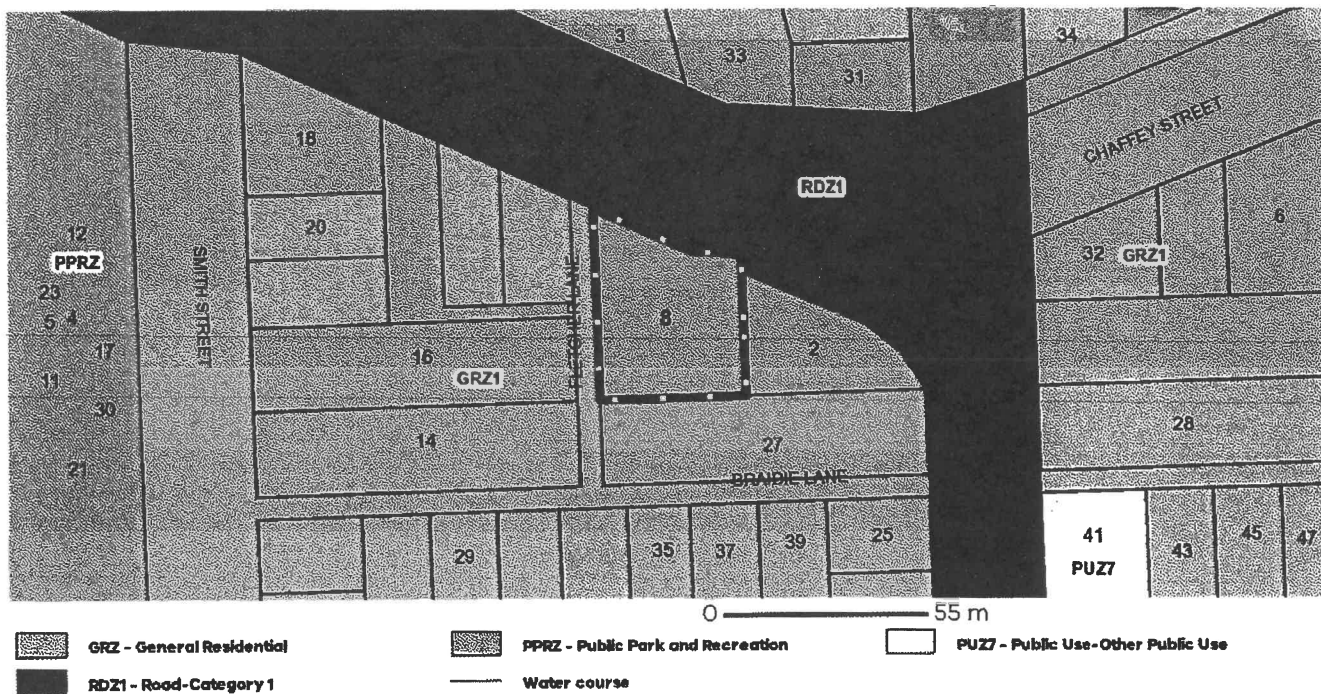 3
33
31
34
CHAFFEY STREET
18
RDZ1
20
6
32
GRZ1
12
PPRZ
SMITH STREET
FLETCHER LANE
23
5
4
8
17
16
2
11
GRZ1
30
14
27
28
21
BRAIDIE LANE
29
35
37
39
25
41
PUZ7
43
45
47
0 55 m
GRZ - General Residential
PPRZ - Public Park and Recreation
PUZ7 - Public Use-Other Public Use
RDZ1 - Road-Category 1
Water course